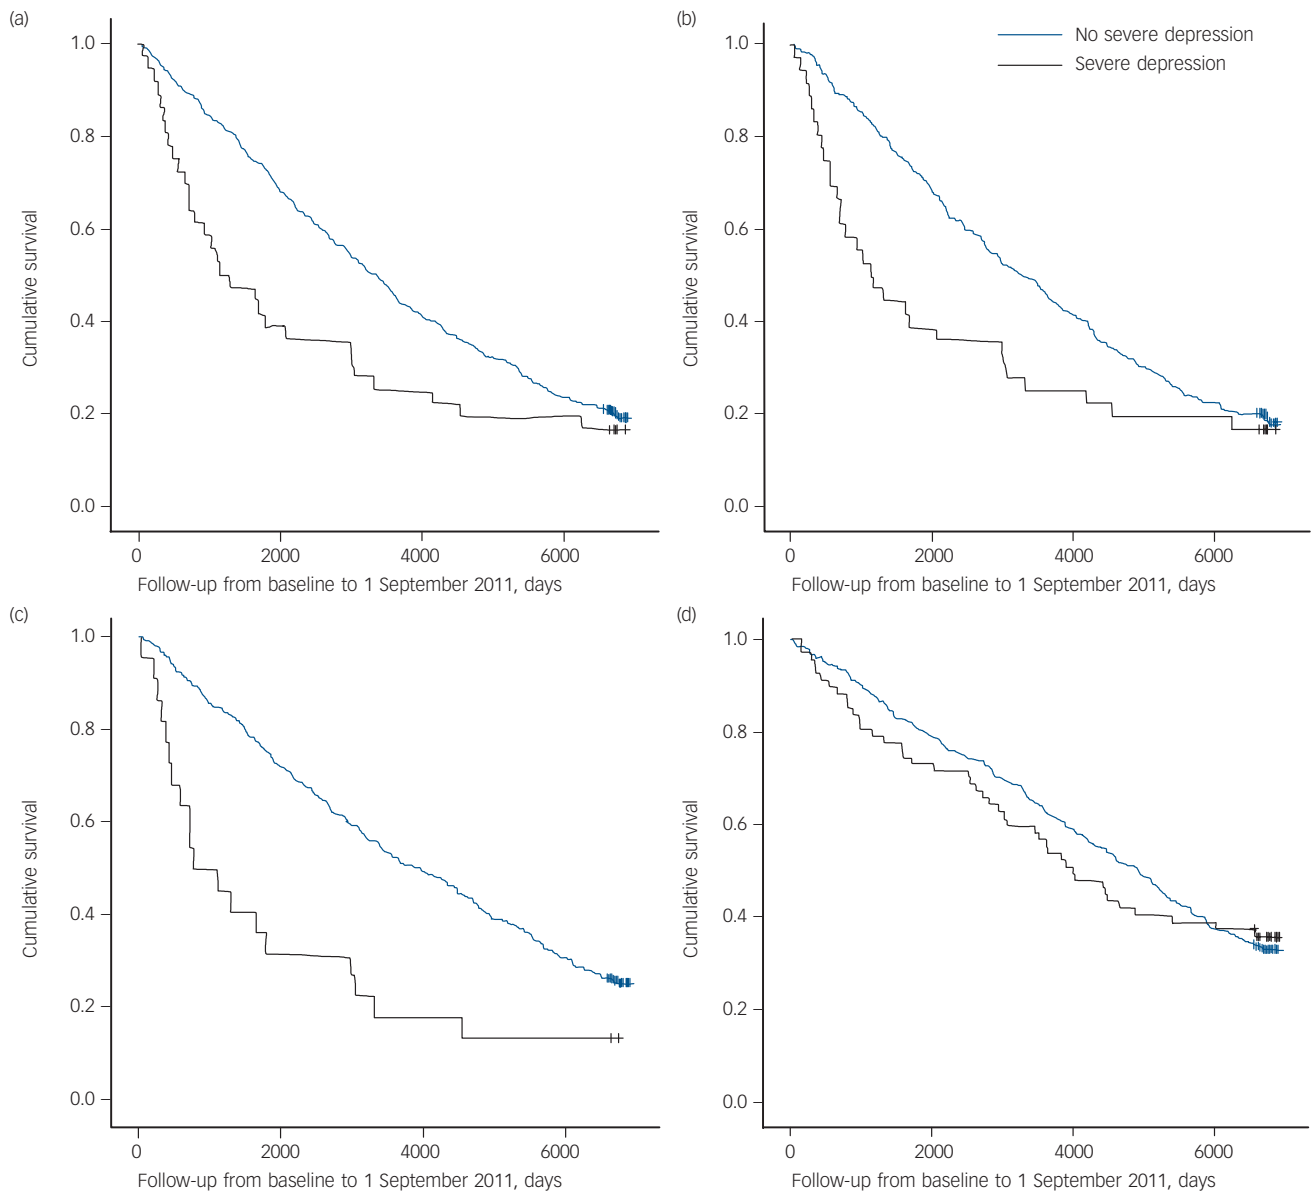 (a)
1.0
0.8
0.6
0.4
0.2
0.0
Cumulative survival
0 2000 4000 6000
Follow-up from baseline to 1 September 2011, days
(b)
No severe depression
Severe depression
1.0
0.8
0.6
0.4
0.2
0.0
Cumulative survival
0 2000 4000 6000
Follow-up from baseline to 1 September 2011, days
(c)
1.0
0.8
0.6
0.4
0.2
0.0
Cumulative survival
0 2000 4000 6000
Follow-up from baseline to 1 September 2011, days
(d)
1.0
0.8
0.6
0.4
0.2
0.0
Cumulative survival
0 2000 4000 6000
Follow-up from baseline to 1 September 2011, days